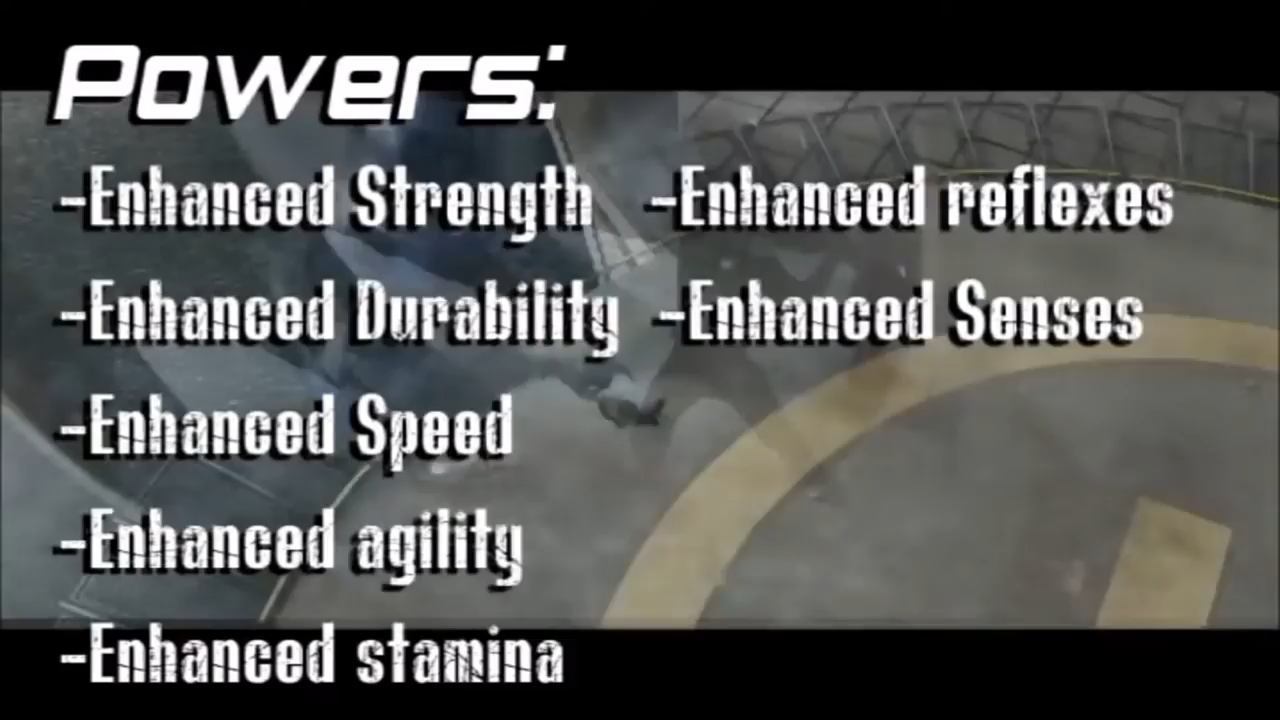 Powers:
-Enhanced Strength
-Enhanced Durability
-Enhanced Speed
-Enhanced agility
-Enhanced stamina
-Enhanced reflexes
-Enhanced Senses